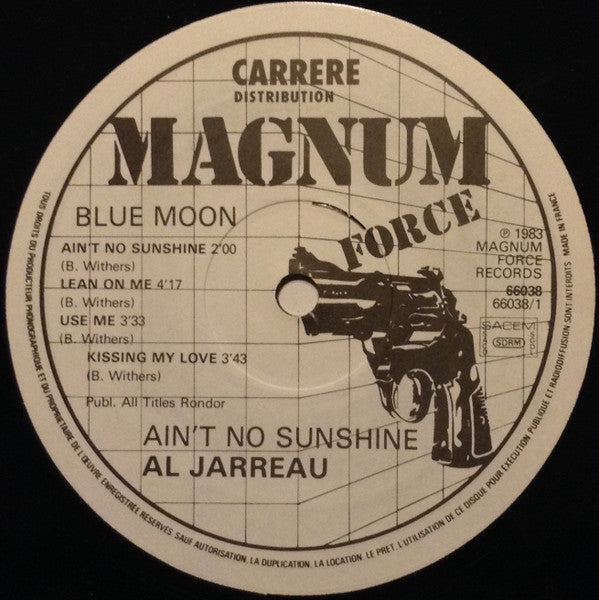 CARRERE
DISTRIBUTION
MAGNUM
FORCE
BLUE MOON
AIN'T NO SUNSHINE 2'00
(B. Withers)
LEAN ON ME 4'17
(B. Withers)
USE ME 3'33
(B. Withers)
KISSING MY LOVE 3'43
(B. Withers)
Publ. All Titles Rondor
℗ 1983
MAGNUM
FORCE
RECORDS
66038
66038/1
SACEM
SDRM
AIN'T NO SUNSHINE
AL JARREAU
TOUS DROITS DU PRODUCTEUR PHONOGRAPHIQUE ET DU PROPRIETAIRE DE L'ŒUVRE ENREGISTREE RESERVES SAUF AUTORISATION, LA DUPLICATION, LA LOCATION, LE PRET, L'UTILISATION DE CE DISQUE POUR EXECUTION PUBLIQUE ET RADIODIFFUSION SONT INTERDITS MADE IN FRANCE